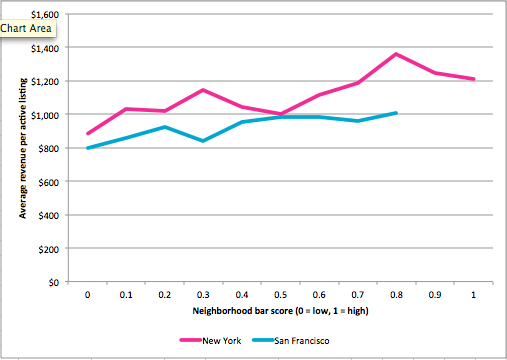 $1,600
Chart Area
$1,400
$1,200
$1,000
$800
$600
$400
$200
$0
Average revenue per active listing
0 0.1 0.2 0.3 0.4 0.5 0.6 0.7 0.8 0.9 1
Neighborhood bar score (0 = low, 1 = high)
New York San Francisco